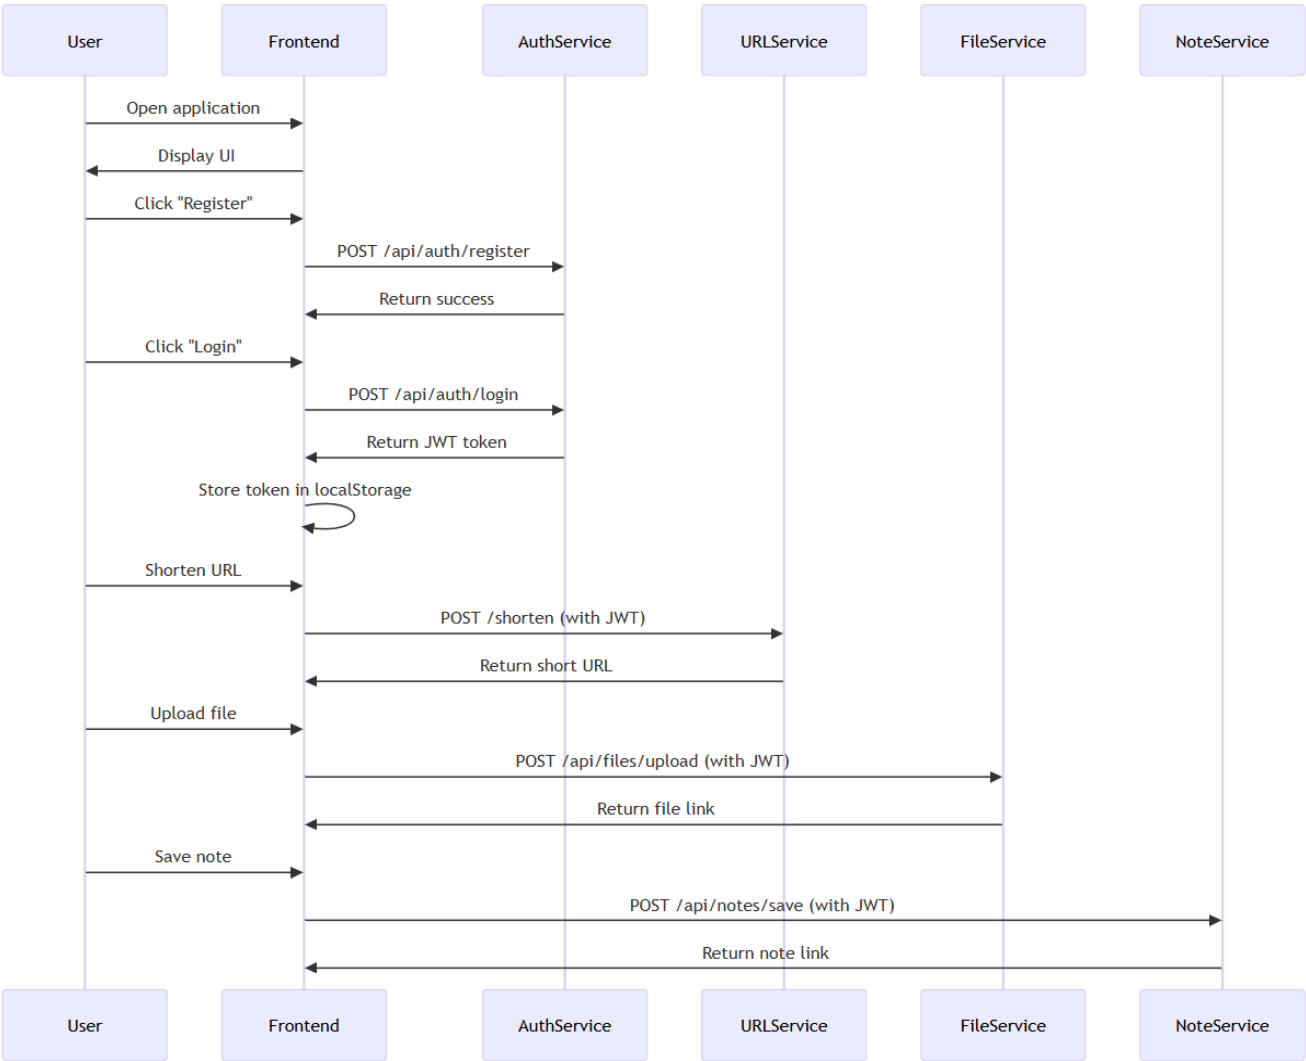 User
Frontend
AuthService
URLService
FileService
NoteService
Open application
Display UI
Click "Register"
POST /api/auth/register
Return success
Click "Login"
POST /api/auth/login
Return JWT token
Store token in localStorage
Shorten URL
POST /shorten (with JWT)
Return short URL
Upload file
POST /api/files/upload (with JWT)
Return file link
Save note
POST /api/notes/save (with JWT)
Return note link
User
Frontend
AuthService
URLService
FileService
NoteService